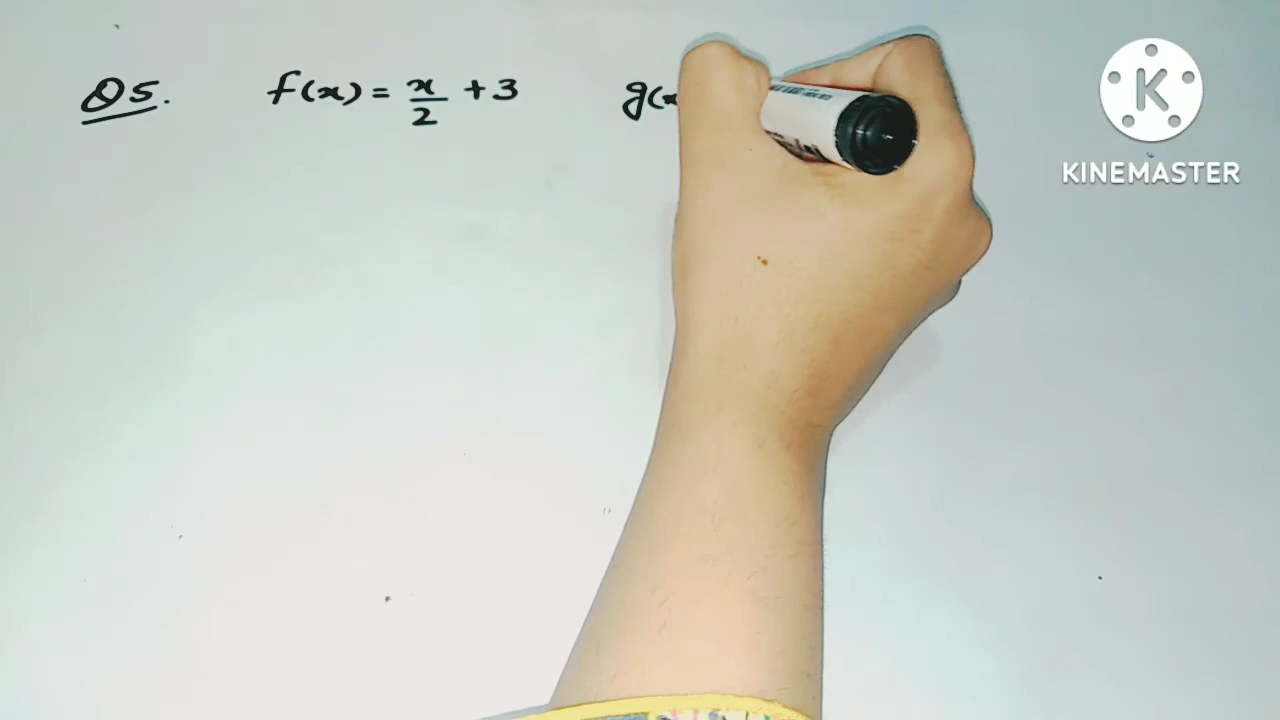 Q5. f(x) = x/2 + 3 g(x
K
KINEMASTER